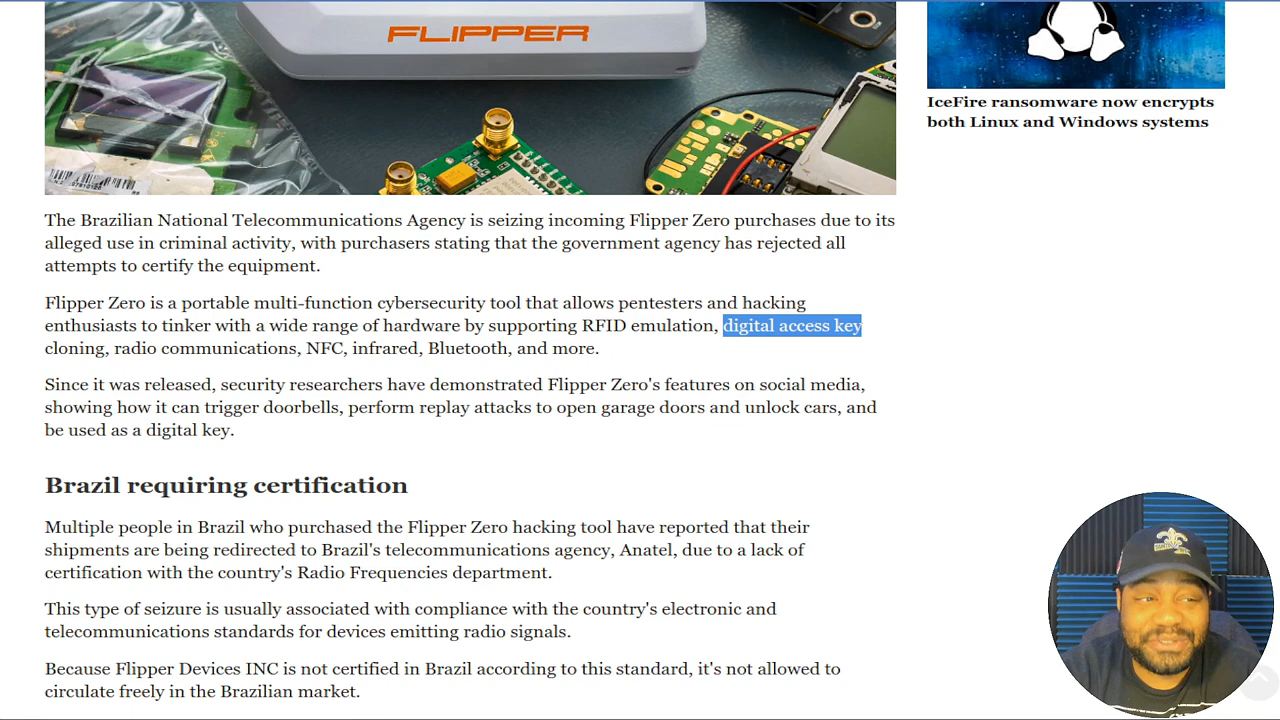 FLIPPER
The Brazilian National Telecommunications Agency is seizing incoming Flipper Zero purchases due to its
alleged use in criminal activity, with purchasers stating that the government agency has rejected all
attempts to certify the equipment.
Flipper Zero is a portable multi-function cybersecurity tool that allows pentesters and hacking
enthusiasts to tinker with a wide range of hardware by supporting RFID emulation, digital access key
cloning, radio communications, NFC, infrared, Bluetooth, and more.
Since it was released, security researchers have demonstrated Flipper Zero's features on social media,
showing how it can trigger doorbells, perform replay attacks to open garage doors and unlock cars, and
be used as a digital key.
Brazil requiring certification
Multiple people in Brazil who purchased the Flipper Zero hacking tool have reported that their
shipments are being redirected to Brazil's telecommunications agency, Anatel, due to a lack of
certification with the country's Radio Frequencies department.
This type of seizure is usually associated with compliance with the country's electronic and
telecommunications standards for devices emitting radio signals.
Because Flipper Devices INC is not certified in Brazil according to this standard, it's not allowed to
circulate freely in the Brazilian market.
IceFire ransomware now encrypts
both Linux and Windows systems